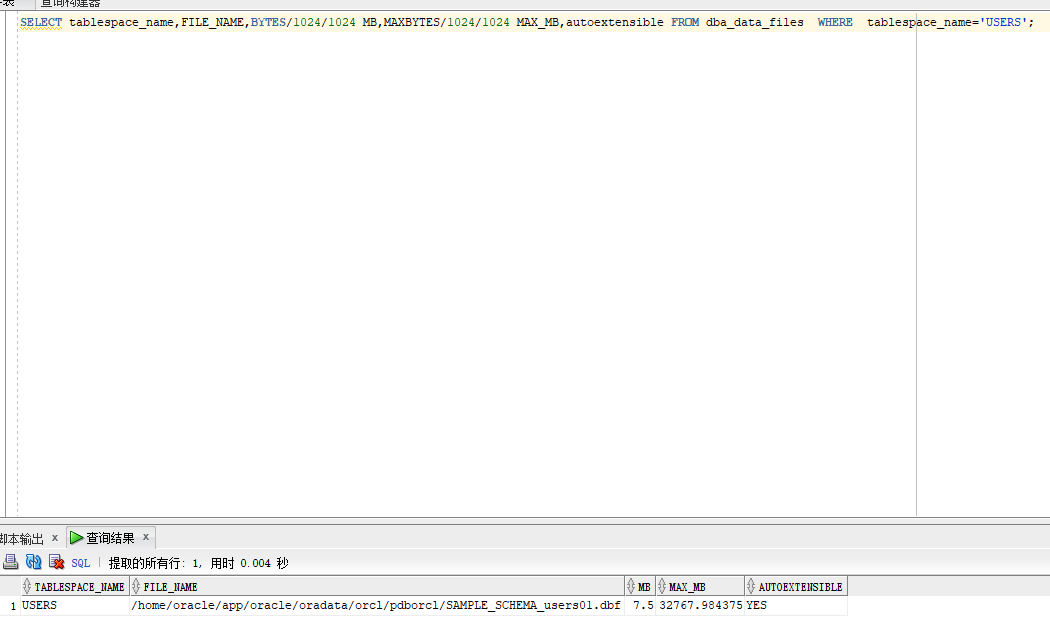 表 查询构建器
SELECT tablespace_name,FILE_NAME,BYTES/1024/1024 MB,MAXBYTES/1024/1024 MAX_MB,autoextensible FROM dba_data_files  WHERE  tablespace_name='USERS';
脚本输出 x 查询结果 x
SQL | 提取的所有行: 1, 用时 0.004 秒
TABLESPACE_NAME FILE_NAME MB MAX_MB AUTOEXTENSIBLE
1 USERS /home/oracle/app/oracle/oradata/orcl/pdborcl/SAMPLE_SCHEMA_users01.dbf 7.5 32767.984375 YES